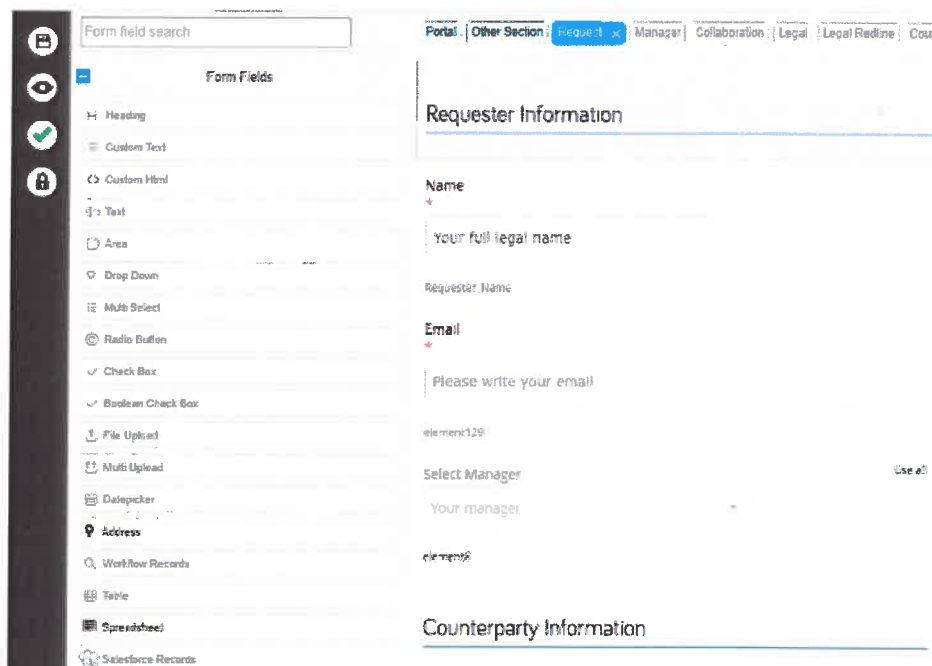 Form field search
Form Fields
Heading
Custom Text
Custom Html
Text
Area
Drop Down
Multi Select
Radio Button
Check Box
Boolean Check Box
File Upload
Multi Upload
Datepicker
Address
Workflow Records
Table
Spreadsheet
Salesforce Records
Portal Other Section Request × Manager Collaboration Legal Legal Redline
Requester Information
Name
*
Your full legal name
Requester_Name
Email
*
Please write your email
element129
Select Manager Use all
Your manager
element8
Counterparty Information